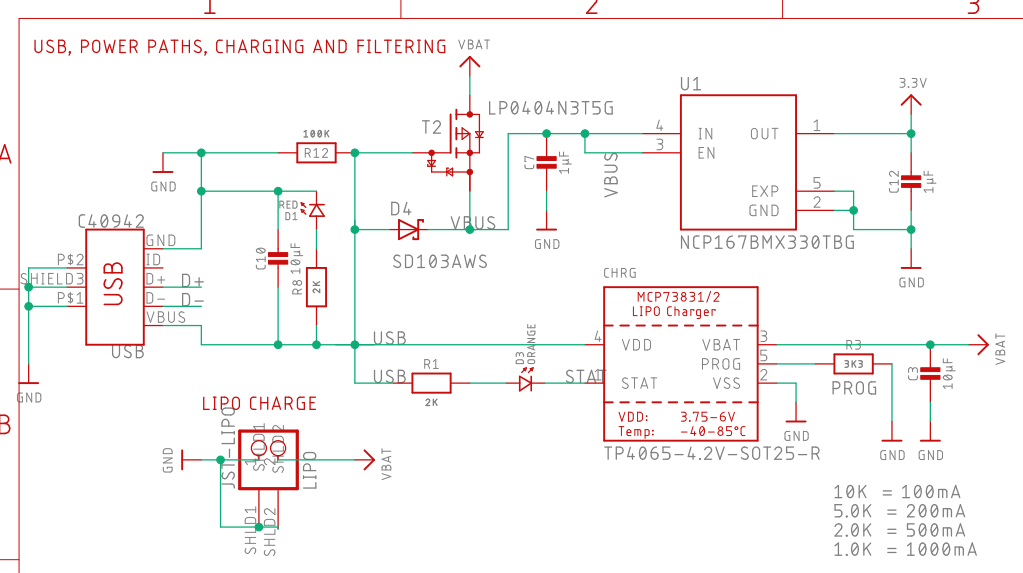 1
2
3
A
B
USB, POWER PATHS, CHARGING AND FILTERING
VBAT
T2
LP0404N3T5G
U1
4
3
IN
EN
OUT
EXP
GND
1
5
2
NCP167BMX330TBG
3.3V
C12
1µF
GND
C7
1µF
GND
VBUS
100K
R12
GND
RED
D1
C10
10µF
R8
2K
D4
SD103AWS
VBUS
C40942
USB
GND
ID
D+
D-
VBUS
USB
D+
D-
P$2
SHIELD3
P$1
GND
USB
USB
R1
2K
D3
ORANGE
STAT
CHRG
MCP73831/2
LIPO Charger
4
VDD
1
STAT
VBAT
PROG
VSS
3
5
2
VDD: 3.75-6V
Temp: -40-85°C
TP4065-4.2V-SOT25-R
GND
R3
3K3
PROG
GND
C3
10µF
GND
VBAT
LIPO CHARGE
GND
JST-LIPO
SHLD1
SHLD2
LIPO
VBAT
SHLD1
SHLD2
10K = 100mA
5.0K = 200mA
2.0K = 500mA
1.0K = 1000mA